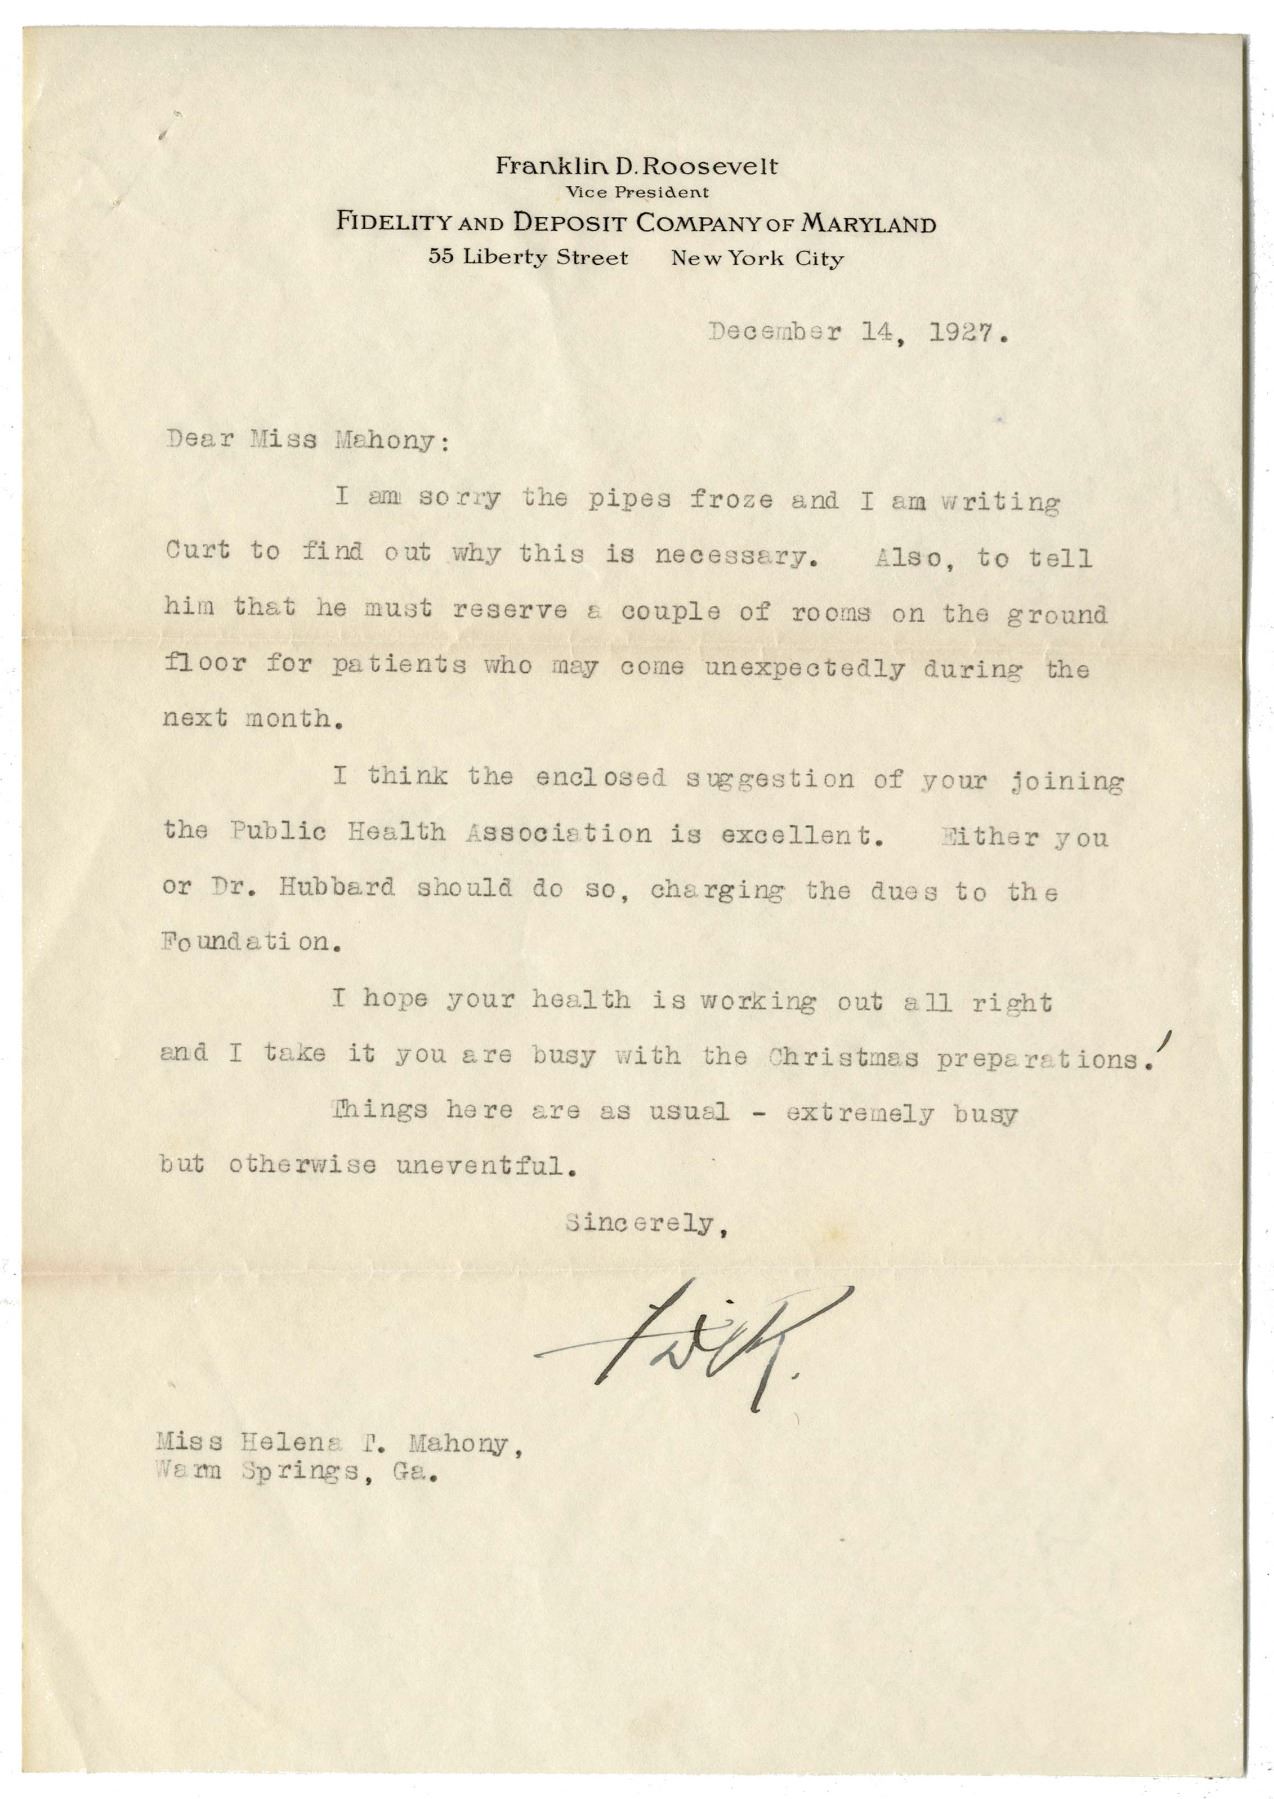 Franklin D. Roosevelt
Vice President
FIDELITY AND DEPOSIT COMPANY OF MARYLAND
55 Liberty Street New York City
December 14, 1927.
Dear Miss Mahony:
I am sorry the pipes froze and I am writing
Curt to find out why this is necessary. Also, to tell
him that he must reserve a couple of rooms on the ground
floor for patients who may come unexpectedly during the
next month.
I think the enclosed suggestion of your joining
the Public Health Association is excellent. Either you
or Dr. Hubbard should do so, charging the dues to the
Foundation.
I hope your health is working out all right
and I take it you are busy with the Christmas preparations!
Things here are as usual - extremely busy
but otherwise uneventful.
Sincerely,
FDR.
Miss Helena T. Mahony,
Warm Springs, Ga.